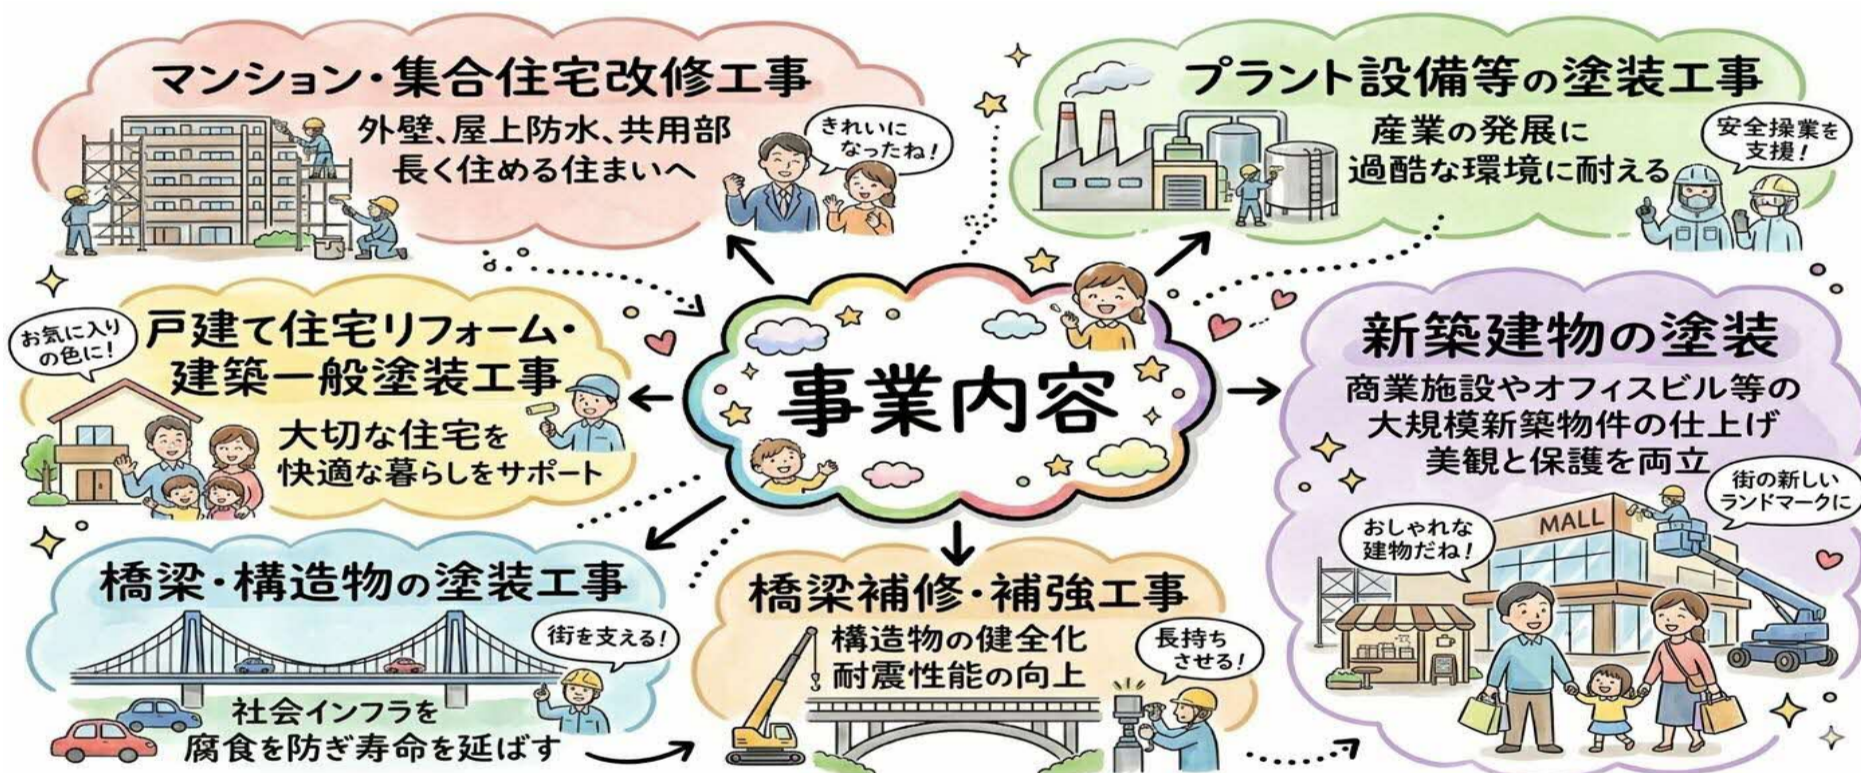 マンション・集合住宅改修工事
外壁、屋上防水、共用部
長く住める住まいへ
きれいに
なったね！
プラント設備等の塗装工事
産業の発展に
過酷な環境に耐える
安全操業を
支援！
お気に入り
の色に！
戸建て住宅リフォーム・
建築一般塗装工事
大切な住宅を
快適な暮らしをサポート
事業内容
新築建物の塗装
商業施設やオフィスビル等の
大規模新築物件の仕上げ
美観と保護を両立
街の新しい
ランドマークに
おしゃれな
建物だね！
MALL
橋梁・構造物の塗装工事
街を支える！
社会インフラを
腐食を防ぎ寿命を延ばす
橋梁補修・補強工事
構造物の健全化
耐震性能の向上
長持ち
させる！